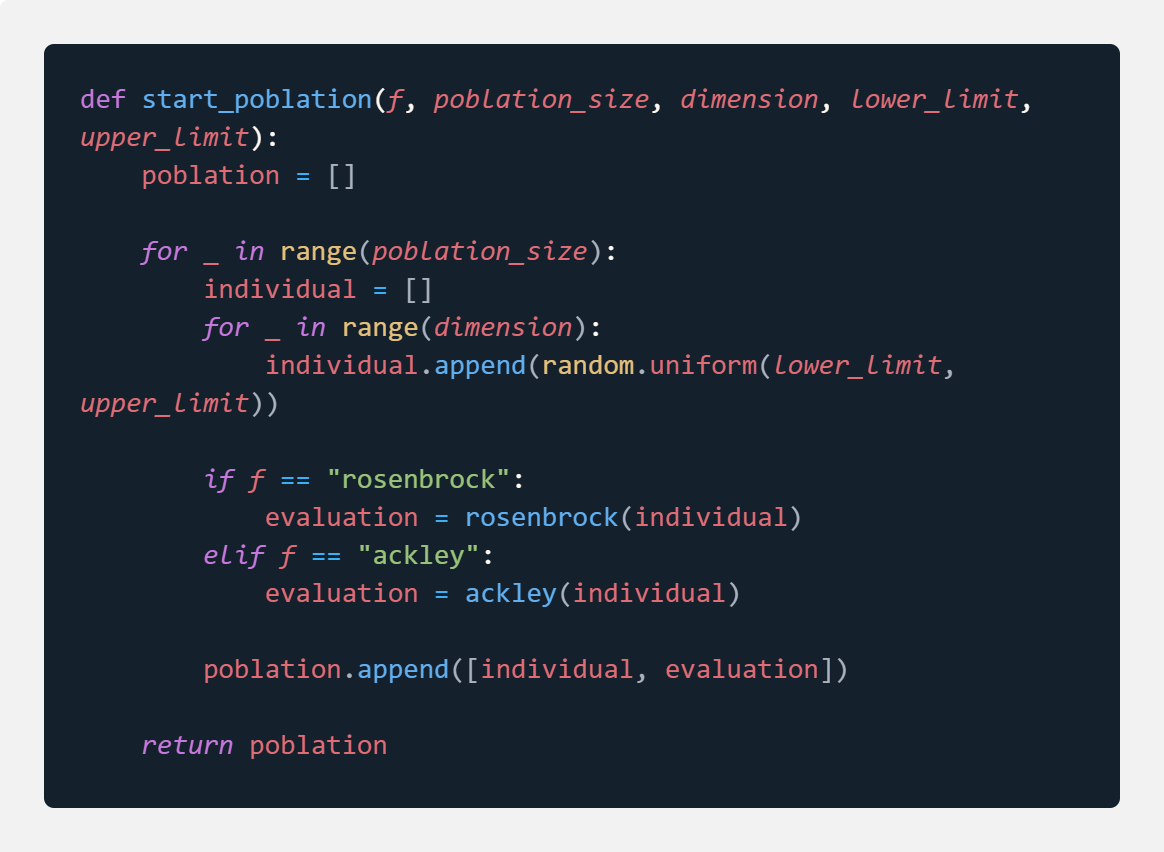 def start_poblation(f, poblation_size, dimension, lower_limit,
upper_limit):
    poblation = []

    for _ in range(poblation_size):
        individual = []
        for _ in range(dimension):
            individual.append(random.uniform(lower_limit,
upper_limit))

        if f == "rosenbrock":
            evaluation = rosenbrock(individual)
        elif f == "ackley":
            evaluation = ackley(individual)

        poblation.append([individual, evaluation])

    return poblation